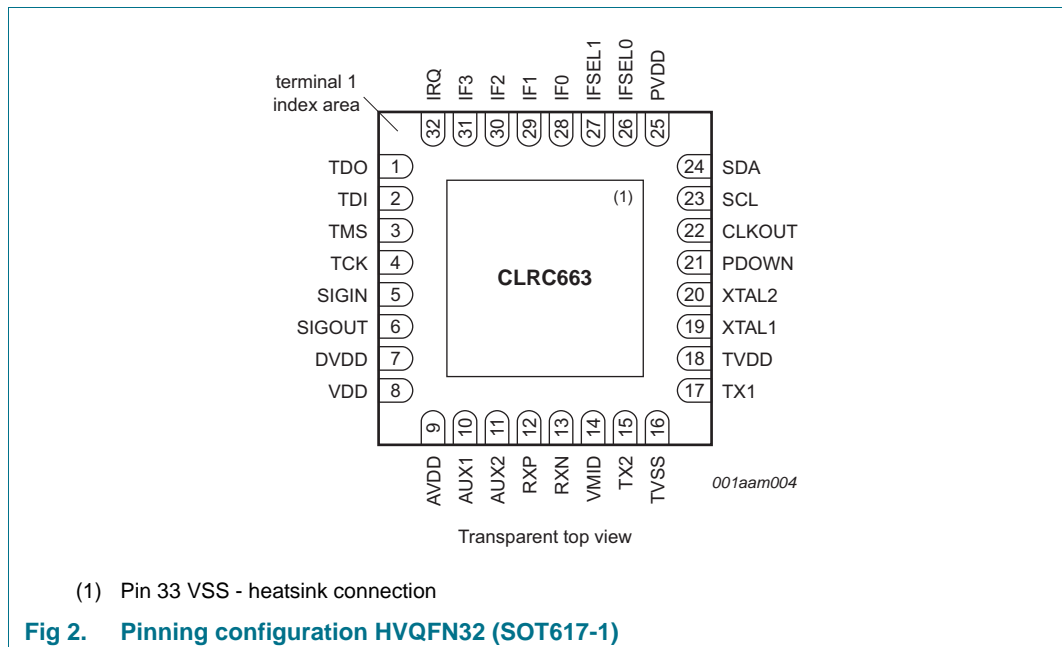 terminal 1
index area
IRQ
IF3
IF2
IF1
IF0
IFSEL1
IFSEL0
PVDD
32
31
30
29
28
27
26
25
TDO 1
TDI 2
TMS 3
TCK 4
SIGIN 5
SIGOUT 6
DVDD 7
VDD 8
(1)
CLRC663
24 SDA
23 SCL
22 CLKOUT
21 PDOWN
20 XTAL2
19 XTAL1
18 TVDD
17 TX1
9
10
11
12
13
14
15
16
AVDD
AUX1
AUX2
RXP
RXN
VMID
TX2
TVSS
001aam004
Transparent top view
(1) Pin 33 VSS - heatsink connection
Fig 2. Pinning configuration HVQFN32 (SOT617-1)